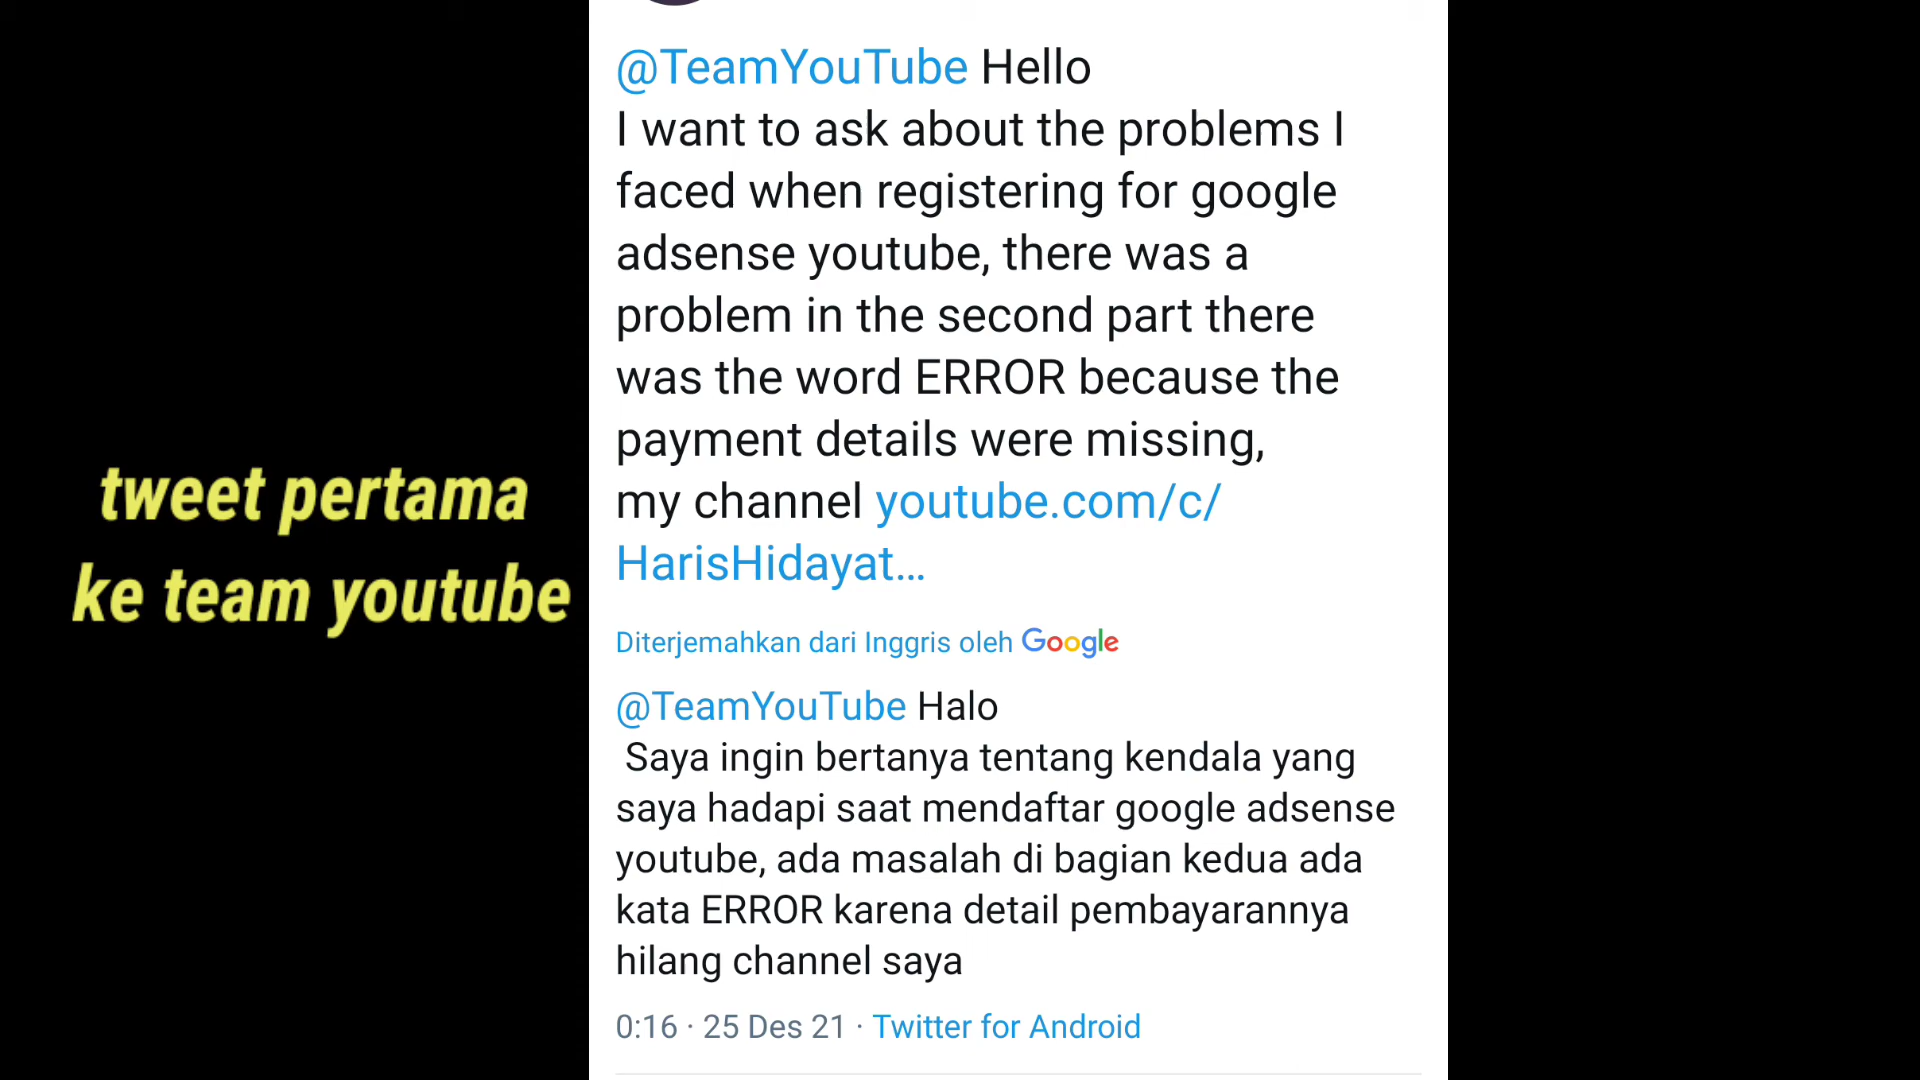 tweet pertama
ke team youtube
@TeamYouTube Hello
I want to ask about the problems I
faced when registering for google
adsense youtube, there was a
problem in the second part there
was the word ERROR because the
payment details were missing,
my channel youtube.com/c/
HarisHidayat…
Diterjemahkan dari Inggris oleh Google
@TeamYouTube Halo
Saya ingin bertanya tentang kendala yang
saya hadapi saat mendaftar google adsense
youtube, ada masalah di bagian kedua ada
kata ERROR karena detail pembayarannya
hilang channel saya
0:16 · 25 Des 21 · Twitter for Android